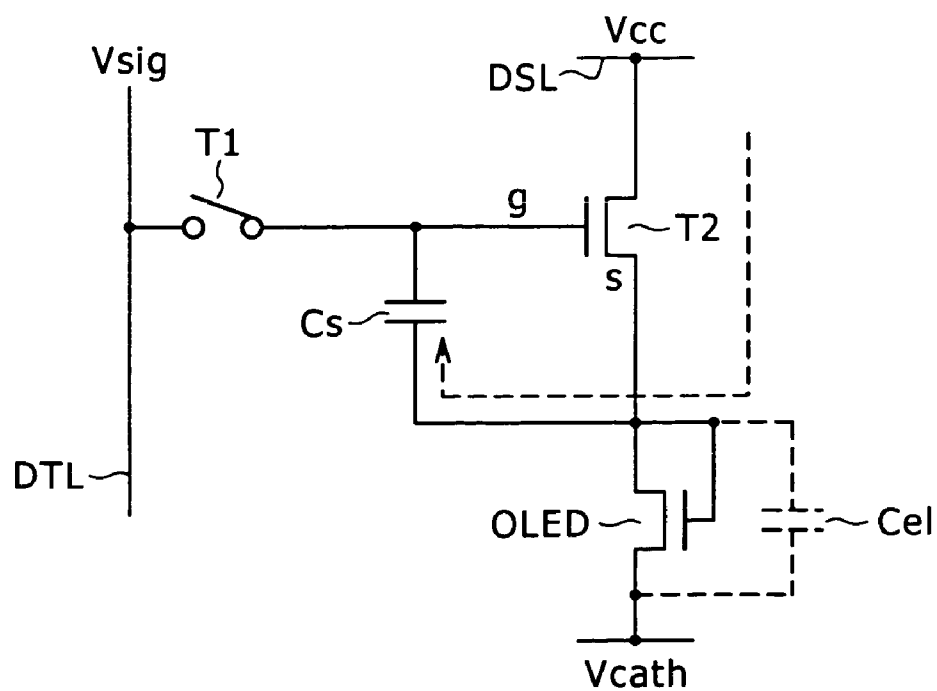 Vcc
Vsig
DSL
T1
g
T2
s
Cs
DTL
OLED
Cel
Vcath